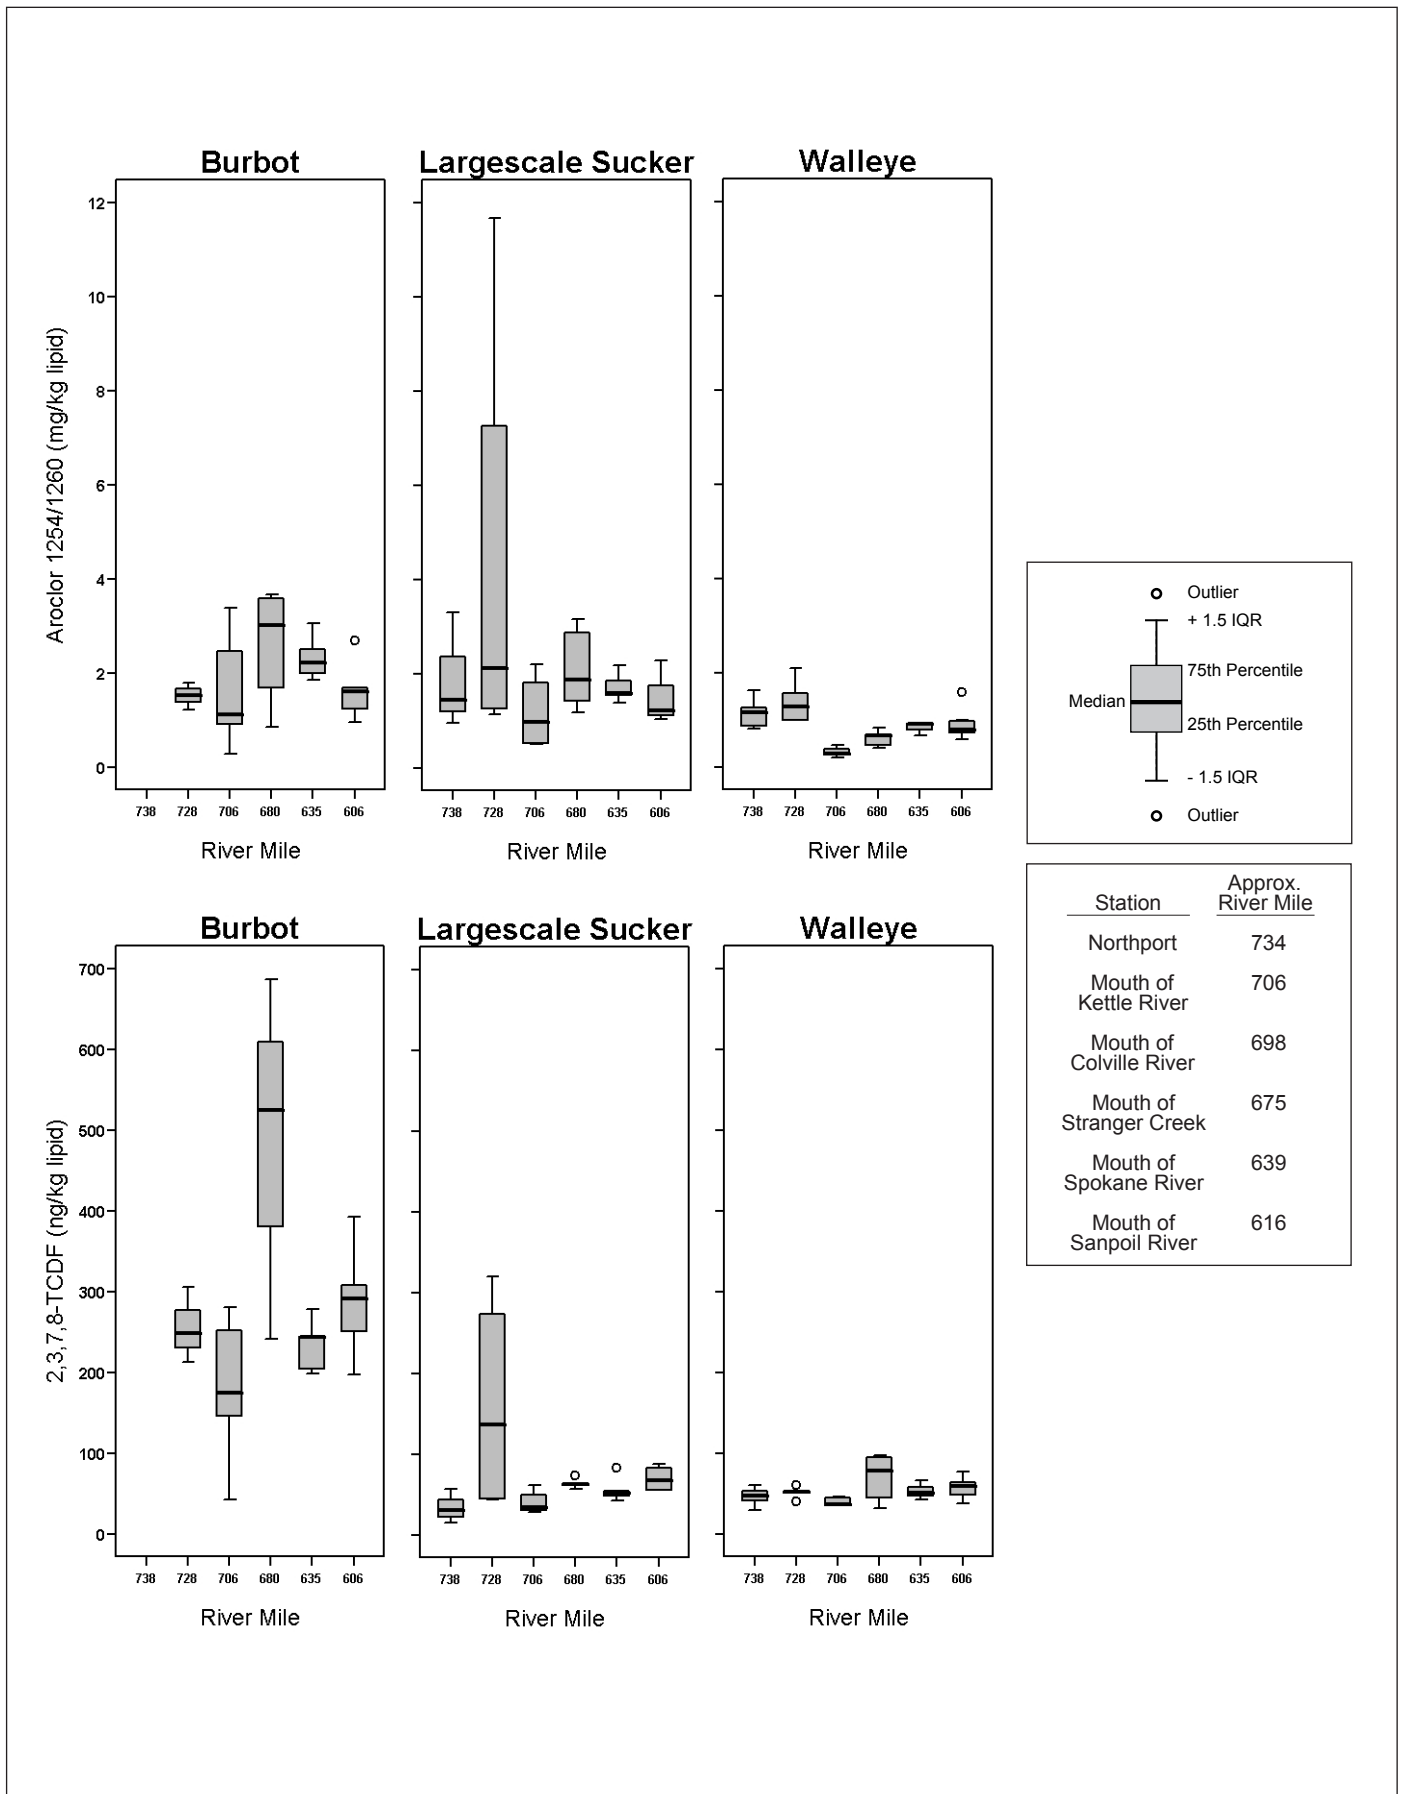 Burbot
Largescale Sucker
Walleye
Aroclor 1254/1260 (mg/kg lipid)
12
10
8
6
4
2
0
738 728 706 680 635 606
738 728 706 680 635 606
738 728 706 680 635 606
River Mile
River Mile
River Mile
Outlier
+ 1.5 IQR
75th Percentile
Median
25th Percentile
- 1.5 IQR
Outlier
Station
Approx.
River Mile
Northport 734
Mouth of
Kettle River
706
Mouth of
Colville River
698
Mouth of
Stranger Creek
675
Mouth of
Spokane River
639
Mouth of
Sanpoil River
616
Burbot
Largescale Sucker
Walleye
2,3,7,8-TCDF (ng/kg lipid)
700
600
500
400
300
200
100
0
738 728 706 680 635 606
738 728 706 680 635 606
738 728 706 680 635 606
River Mile
River Mile
River Mile